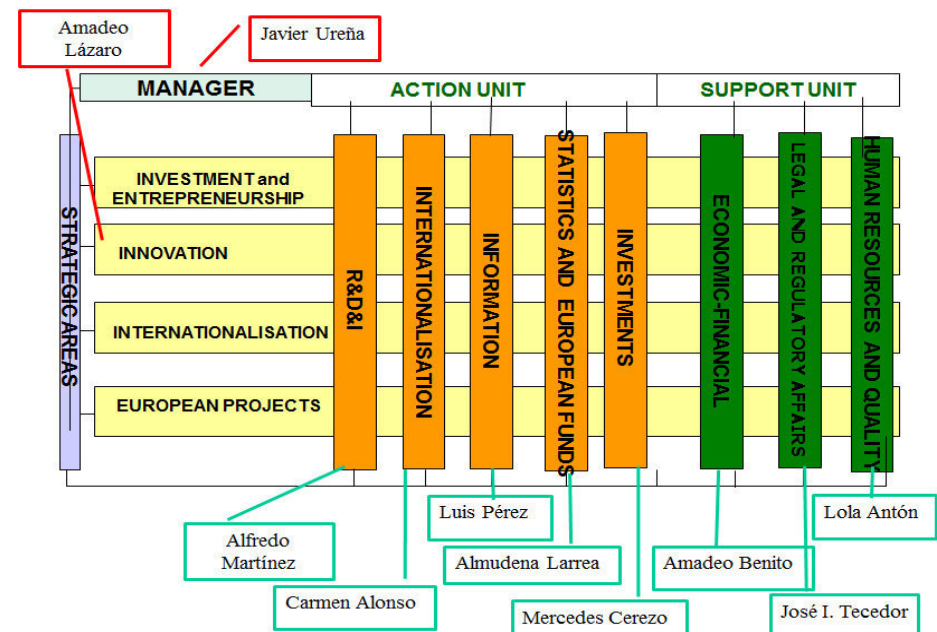 Amadeo
Lázaro
Javier Ureña
MANAGER
ACTION UNIT
SUPPORT UNIT
STRATEGIC AREAS
INVESTMENT and
ENTREPRENEURSHIP
INNOVATION
INTERNATIONALISATION
EUROPEAN PROJECTS
R&D&I
INTERNATIONALISATION
INFORMATION
STATISTICS AND EUROPEAN FUNDS
INVESTMENTS
ECONOMIC-FINANCIAL
LEGAL AND REGULATORY AFFAIRS
HUMAN RESOURCES AND QUALITY
Alfredo
Martínez
Carmen Alonso
Luis Pérez
Almudena Larrea
Mercedes Cerezo
Amadeo Benito
José I. Tecedor
Lola Antón